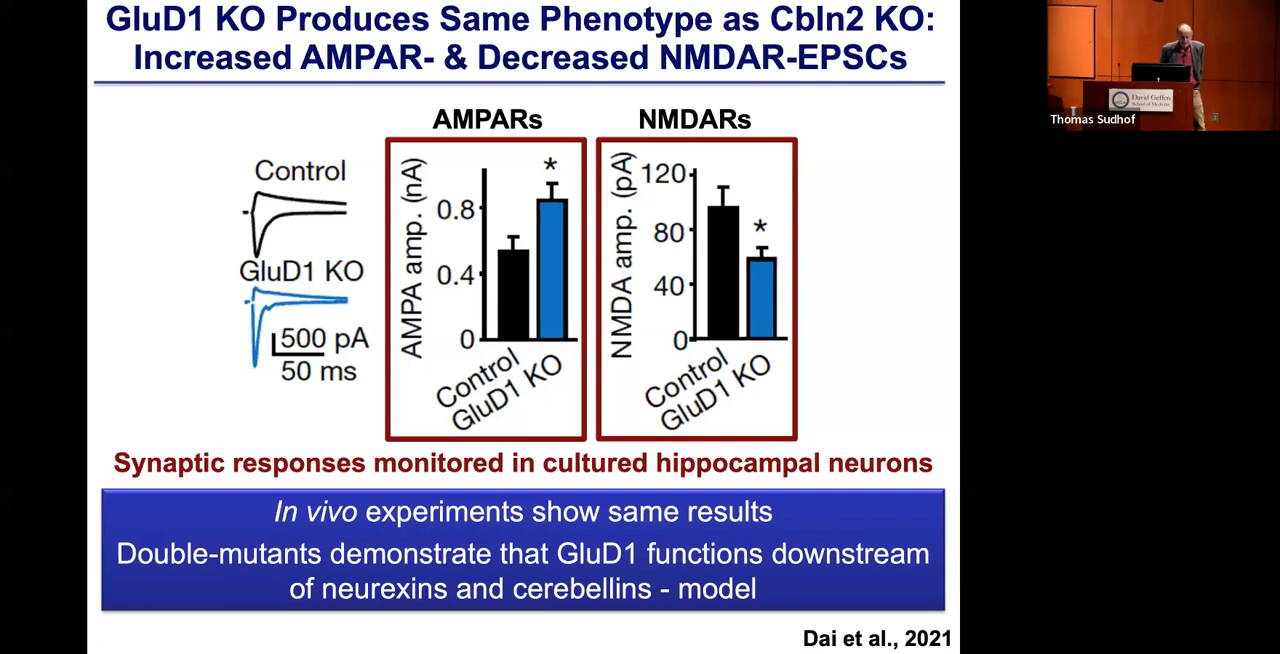 GluD1 KO Produces Same Phenotype as Cbln2 KO:
Increased AMPAR- & Decreased NMDAR-EPSCs
AMPARs
NMDARs
Control
GluD1 KO
500 pA
50 ms
AMPA amp. (nA)
0.8
0.4
0
*
Control
GluD1 KO
NMDA amp. (pA)
120
80
40
0
*
Control
GluD1 KO
Synaptic responses monitored in cultured hippocampal neurons
In vivo experiments show same results
Double-mutants demonstrate that GluD1 functions downstream
of neurexins and cerebellins - model
Dai et al., 2021
David Geffen
School of Medicine
Thomas Sudhof